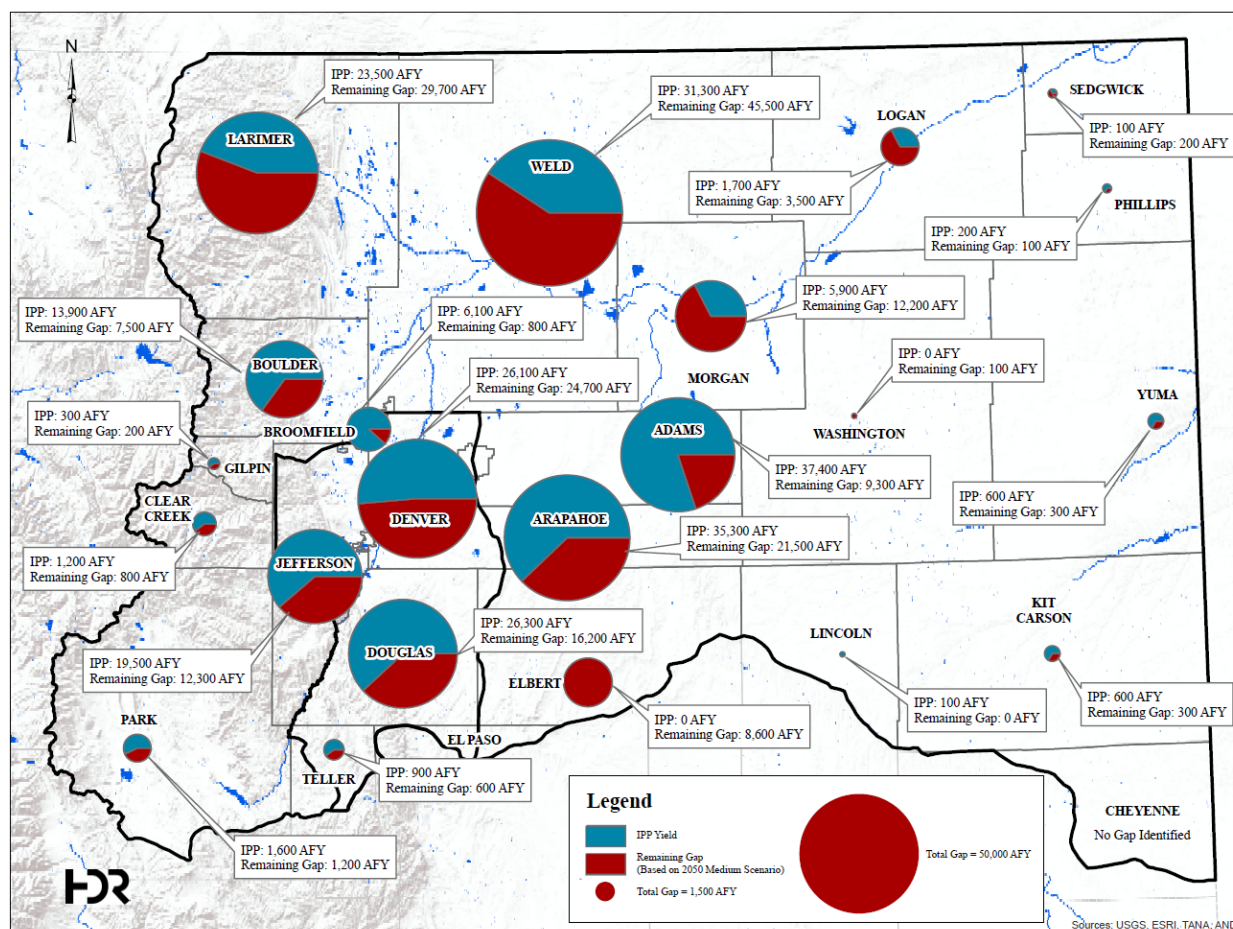 N
IPP: 23,500 AFY
Remaining Gap: 29,700 AFY
LARIMER
IPP: 31,300 AFY
Remaining Gap: 45,500 AFY
WELD
LOGAN
IPP: 1,700 AFY
Remaining Gap: 3,500 AFY
SEDGWICK
IPP: 100 AFY
Remaining Gap: 200 AFY
PHILLIPS
IPP: 200 AFY
Remaining Gap: 100 AFY
IPP: 13,900 AFY
Remaining Gap: 7,500 AFY
BOULDER
IPP: 6,100 AFY
Remaining Gap: 800 AFY
BROOMFIELD
IPP: 26,100 AFY
Remaining Gap: 24,700 AFY
DENVER
IPP: 5,900 AFY
Remaining Gap: 12,200 AFY
MORGAN
IPP: 0 AFY
Remaining Gap: 100 AFY
WASHINGTON
YUMA
IPP: 600 AFY
Remaining Gap: 300 AFY
IPP: 300 AFY
Remaining Gap: 200 AFY
GILPIN
CLEAR
CREEK
IPP: 1,200 AFY
Remaining Gap: 800 AFY
ADAMS
IPP: 37,400 AFY
Remaining Gap: 9,300 AFY
ARAPAHOE
IPP: 35,300 AFY
Remaining Gap: 21,500 AFY
JEFFERSON
IPP: 19,500 AFY
Remaining Gap: 12,300 AFY
DOUGLAS
IPP: 26,300 AFY
Remaining Gap: 16,200 AFY
ELBERT
IPP: 0 AFY
Remaining Gap: 8,600 AFY
LINCOLN
IPP: 100 AFY
Remaining Gap: 0 AFY
KIT
CARSON
IPP: 600 AFY
Remaining Gap: 300 AFY
PARK
IPP: 1,600 AFY
Remaining Gap: 1,200 AFY
TELLER
IPP: 900 AFY
Remaining Gap: 600 AFY
EL PASO
CHEYENNE
No Gap Identified
Legend
IPP Yield
Remaining Gap
(Based on 2050 Medium Scenario)
Total Gap = 1,500 AFY
Total Gap = 50,000 AFY
HDR
Sources: USGS, ESRI, TANA, AND